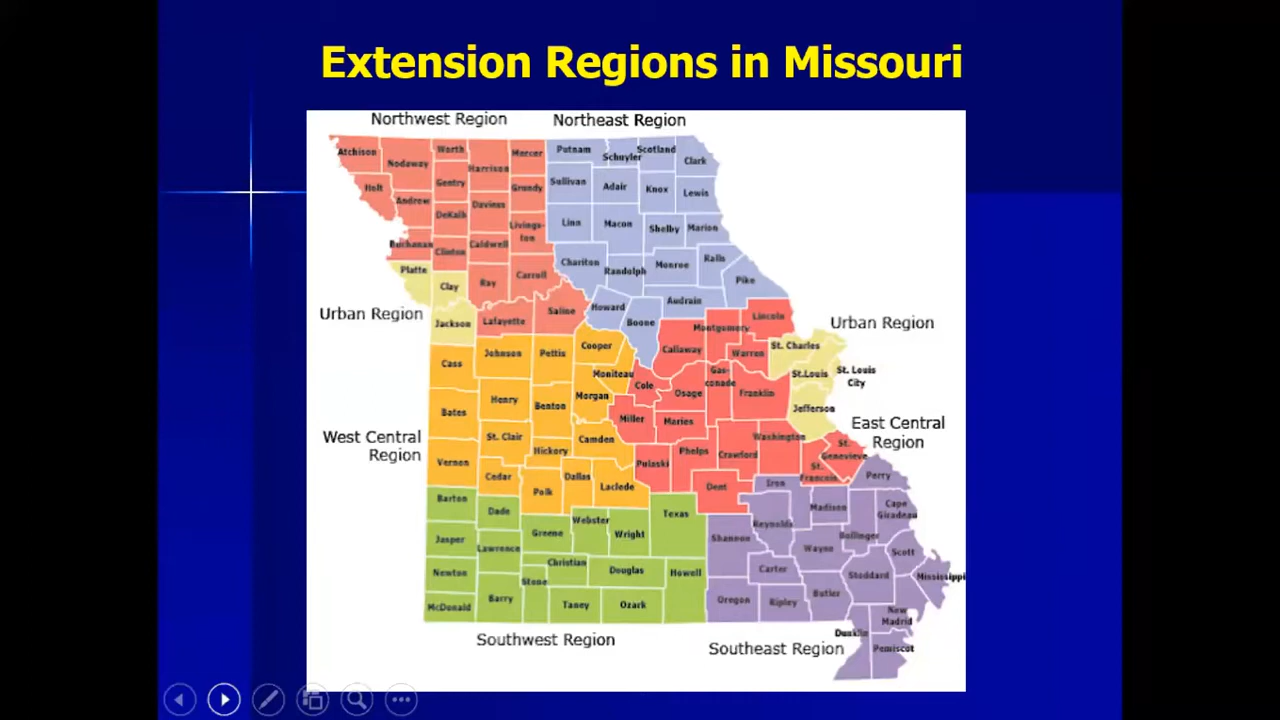 Extension Regions in Missouri
Northwest Region
Northeast Region
Atchison
Nodaway
Worth
Harrison
Mercer
Putnam
Schuyler
Scotland
Clark
Holt
Andrew
Gentry
DeKalb
Daviess
Grundy
Sullivan
Adair
Knox
Lewis
Livings-
ton
Linn
Macon
Shelby
Marion
Buchanan
Clinton
Caldwell
Ray
Carroll
Chariton
Randolph
Monroe
Ralls
Pike
Platte
Clay
Urban Region
Jackson
Lafayette
Saline
Howard
Boone
Audrain
Callaway
Montgomery
Lincoln
Warren
Urban Region
St. Charles
St.Louis
St. Louis
City
Jefferson
Cass
Johnson
Pettis
Cooper
Moniteau
Morgan
Cole
Osage
Gas-
conade
Franklin
Bates
Henry
Benton
Miller
Maries
East Central
Region
West Central
Region
Vernon
St. Clair
Hickory
Camden
Pulaski
Phelps
Crawford
Washington
St.
Francois
St.
Genevieve
Perry
Cedar
Polk
Dallas
Laclede
Dent
Iron
Barton
Dade
Greene
Webster
Wright
Texas
Shannon
Reynolds
Madison
Cape
Giradeau
Jasper
Lawrence
Christian
Douglas
Howell
Carter
Wayne
Bollinger
Scott
Stoddard
Mississippi
Newton
Stone
McDonald
Barry
Taney
Ozark
Oregon
Ripley
Butler
New
Madrid
Dunklin
Pemiscot
Southwest Region
Southeast Region